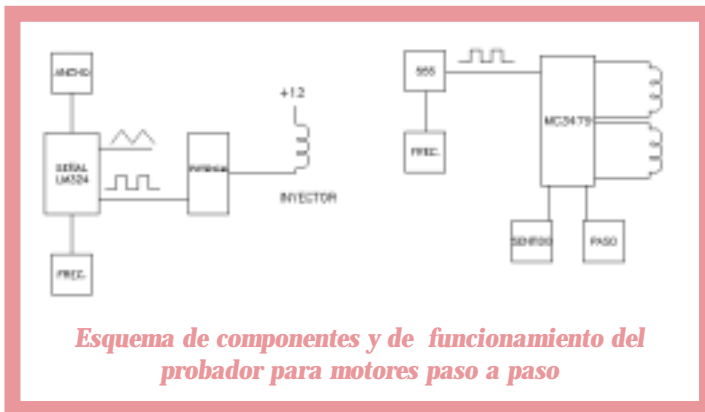 ANCHO
SEÑAL
LM324
FREC.
+12
INYECTOR
555
FREC.
MC3479
SENTIDO
PASO
Esquema de componentes y de funcionamiento del
probador para motores paso a paso